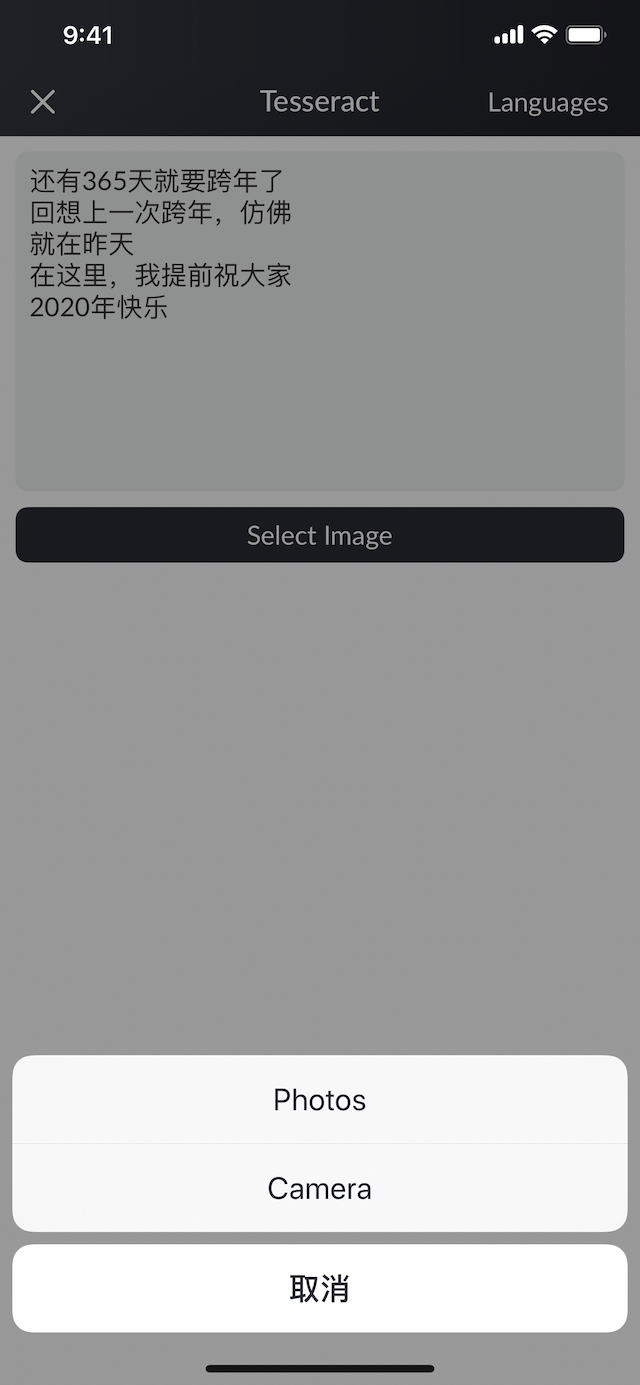 9:41
Tesseract Languages
还有365天就要跨年了
回想上一次跨年，仿佛
就在昨天
在这里，我提前祝大家
2020年快乐
Select Image
Photos
Camera
取消